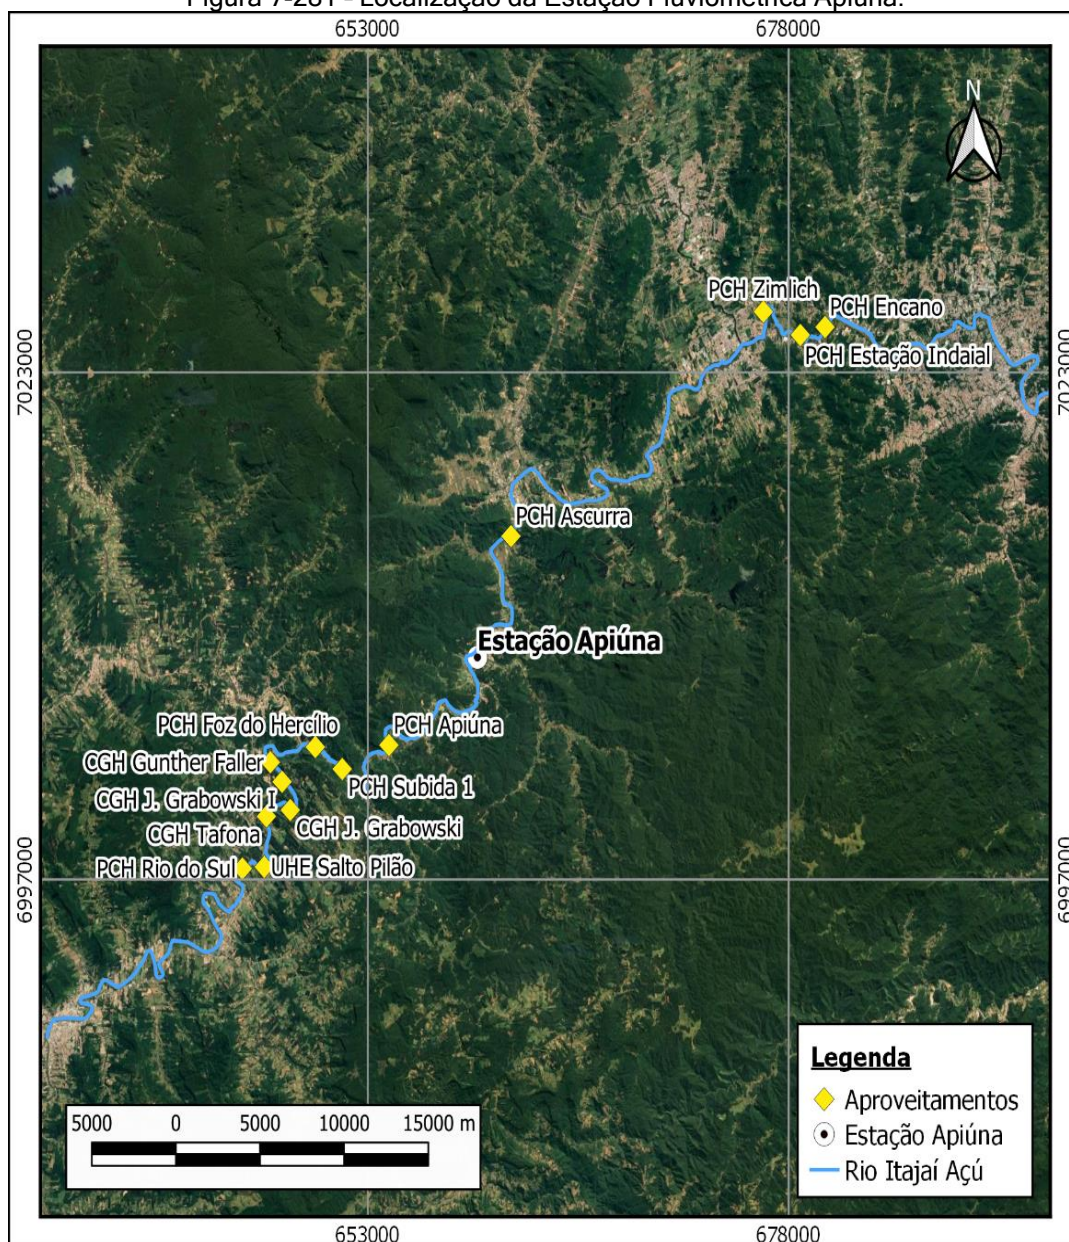 Figura 7-281 - Localização da Estação Pluviométrica Apiúna.
653000 678000
N
PCH Zimlich
PCH Encano
PCH Estação Indaial
7023000 7023000
PCH Ascurra
Estação Apiúna
PCH Foz do Hercílio
PCH Apiúna
CGH Gunther Faller
PCH Subida 1
CGH J. Grabowski I
CGH J. Grabowski
CGH Tafona
PCH Rio do Sul
UHE Salto Pilão
6997000 6997000
Legenda
Aproveitamentos
Estação Apiúna
Rio Itajaí Açú
5000 0 5000 10000 15000 m
653000 678000